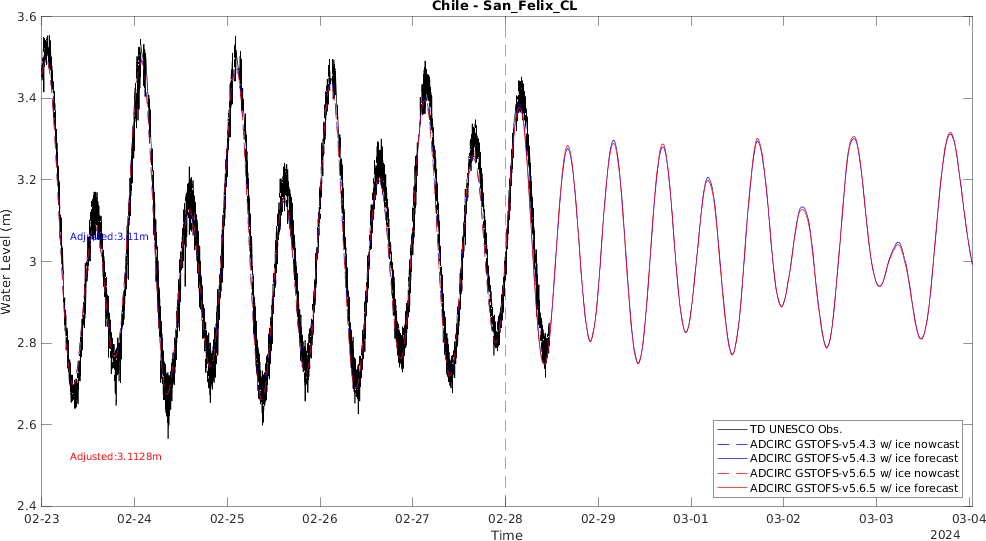 Chile - San_Felix_CL
3.6
3.4
3.2
3
2.8
2.6
2.4
Water Level (m)
Adjusted:3.11m
Adjusted:3.1128m
TD UNESCO Obs.
ADCIRC GSTOFS-v5.4.3 w/ ice nowcast
ADCIRC GSTOFS-v5.4.3 w/ ice forecast
ADCIRC GSTOFS-v5.6.5 w/ ice nowcast
ADCIRC GSTOFS-v5.6.5 w/ ice forecast
02-23 02-24 02-25 02-26 02-27 02-28 02-29 03-01 03-02 03-03 03-04
Time
2024